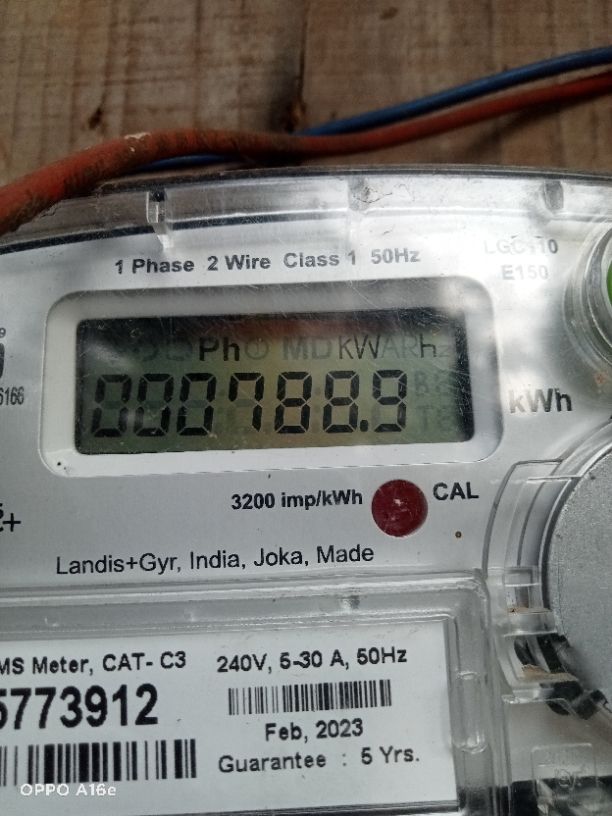 1 Phase 2 Wire Class 1 50Hz
LGC110
E150
6166
Ph MD KWARh
000788.9
kWh
3200 imp/kWh
CAL
Landis+Gyr, India, Joka, Made
MS Meter, CAT- C3
240V, 5-30 A, 50Hz
5773912
Feb, 2023
Guarantee : 5 Yrs.
OPPO A16e